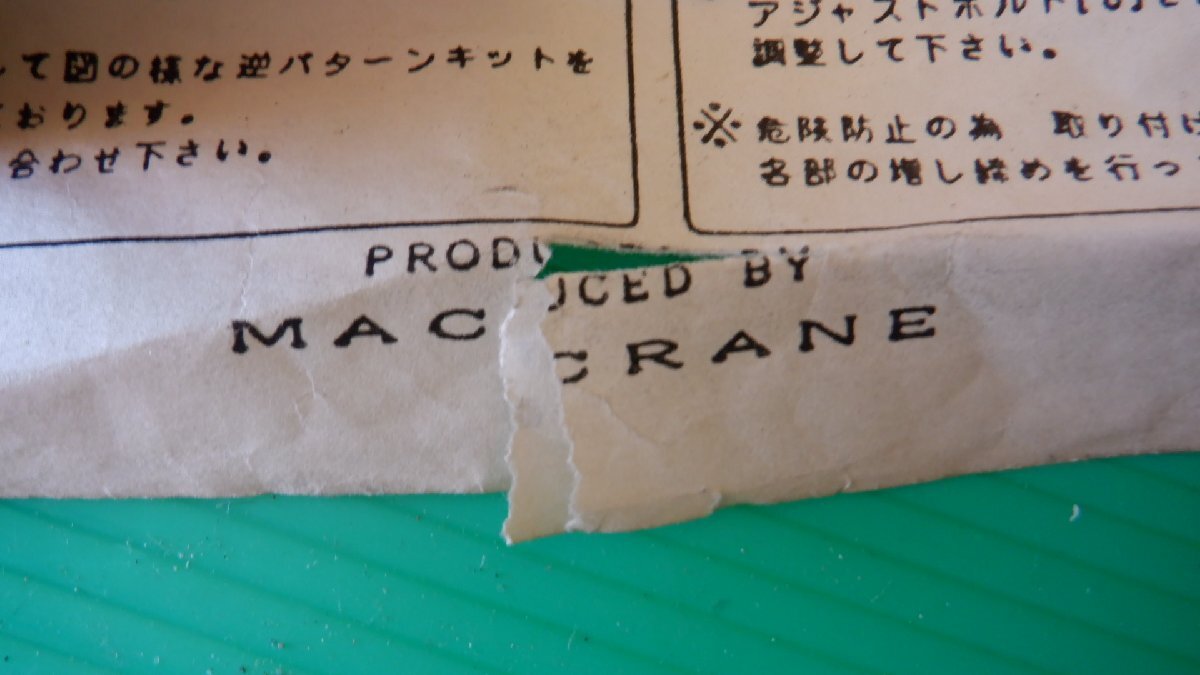 て図の様な逆パターンキットを
おります。
合わせ下さい。
アジャストボルト
調整して下さい。
※危険防止の為 取り付け
各部の増し締めを行っ
PRODUCED BY
MAC CRANE